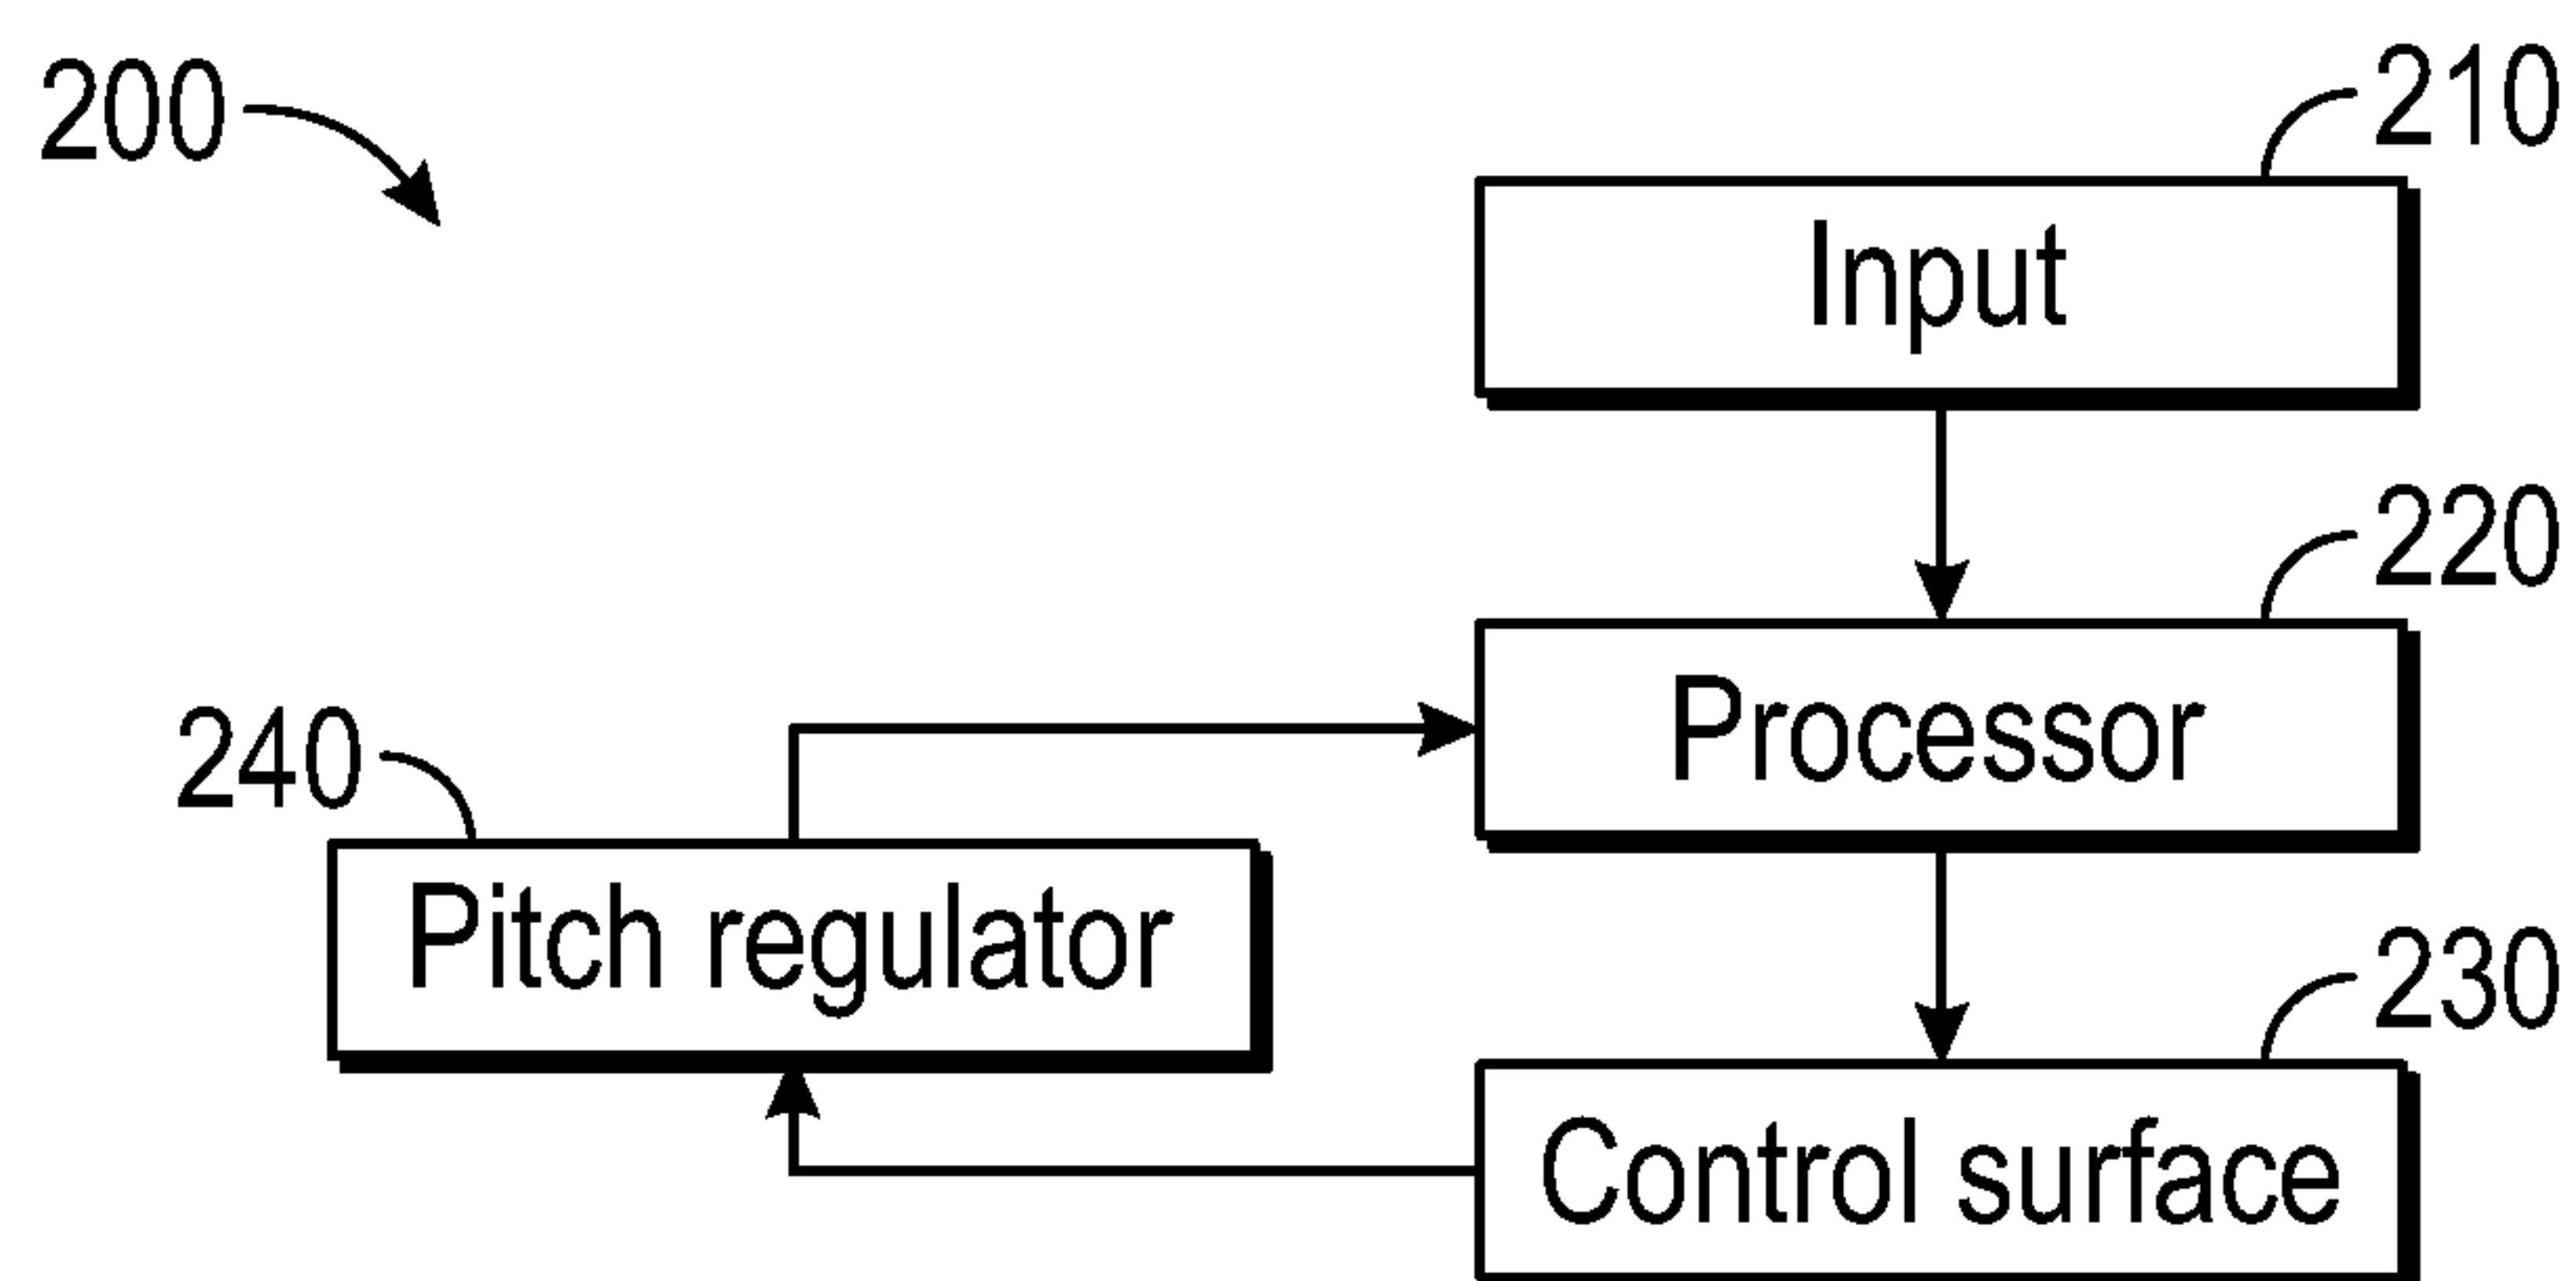 200
210
Input
220
Processor
240
Pitch regulator
230
Control surface